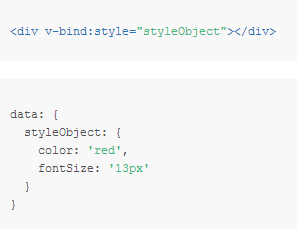 <div v-bind:style="styleObject"></div>
data: {
  styleObject: {
    color: 'red',
    fontSize: '13px'
  }
}